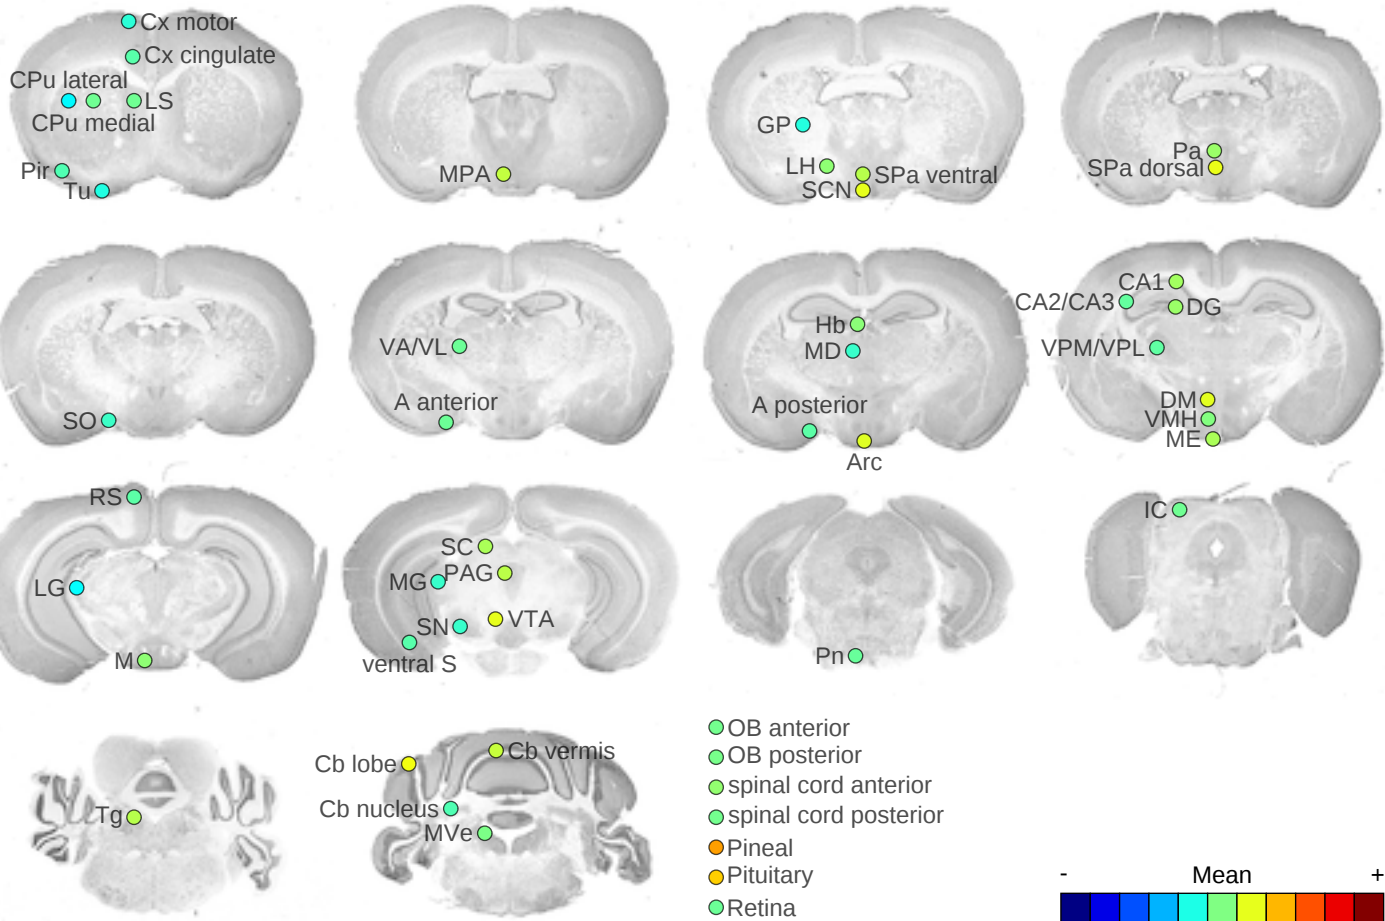 Cx motor
Cx cingulate
CPu lateral
LS
CPu medial
Pir
Tu
MPA
GP
LH
SPa ventral
SCN
Pa
SPa dorsal
SO
VA/VL
A anterior
Hb
MD
A posterior
Arc
CA1
CA2/CA3
DG
VPM/VPL
DM
VMH
ME
RS
LG
M
SC
MG
PAG
SN
VTA
ventral S
Pn
IC
Tg
Cb lobe
Cb vermis
Cb nucleus
MVe
OB anterior
OB posterior
spinal cord anterior
spinal cord posterior
Pineal
Pituitary
Retina
- Mean +